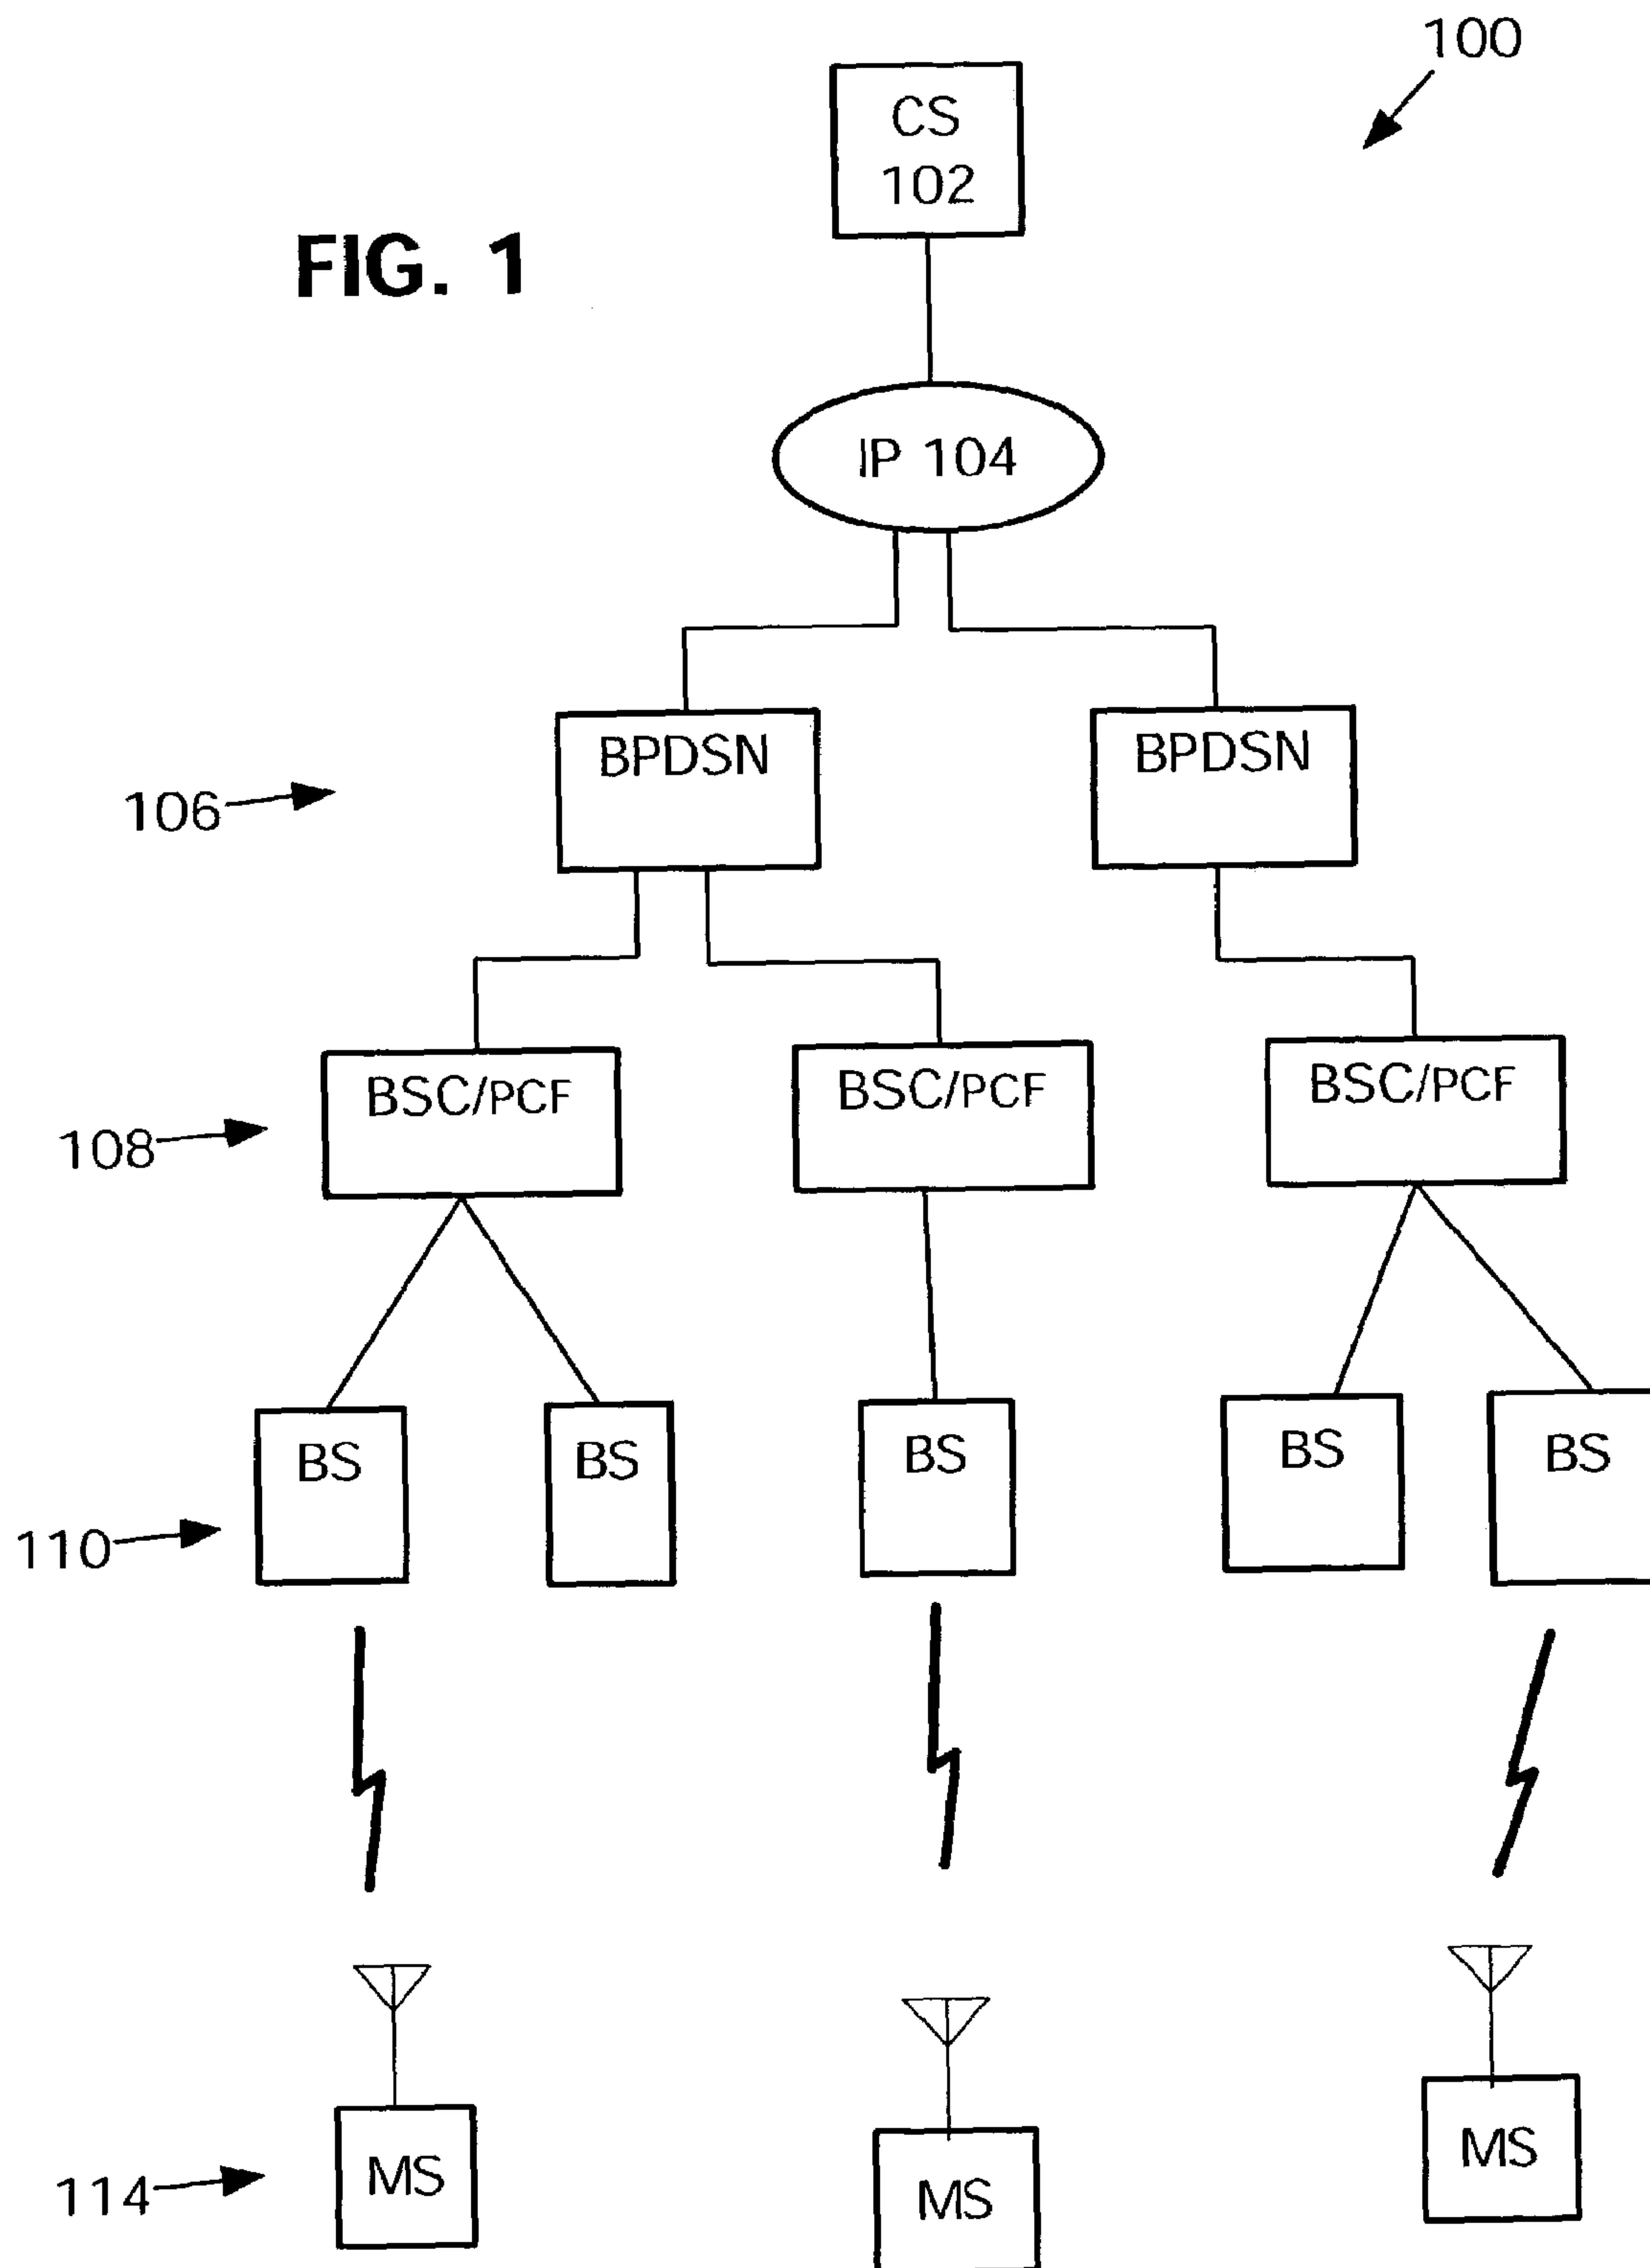 100
CS
102
FIG. 1
IP 104
BPDSN
BPDSN
106
BSC/PCF
BSC/PCF
BSC/PCF
108
BS
BS
BS
BS
BS
110
MS
MS
MS
114